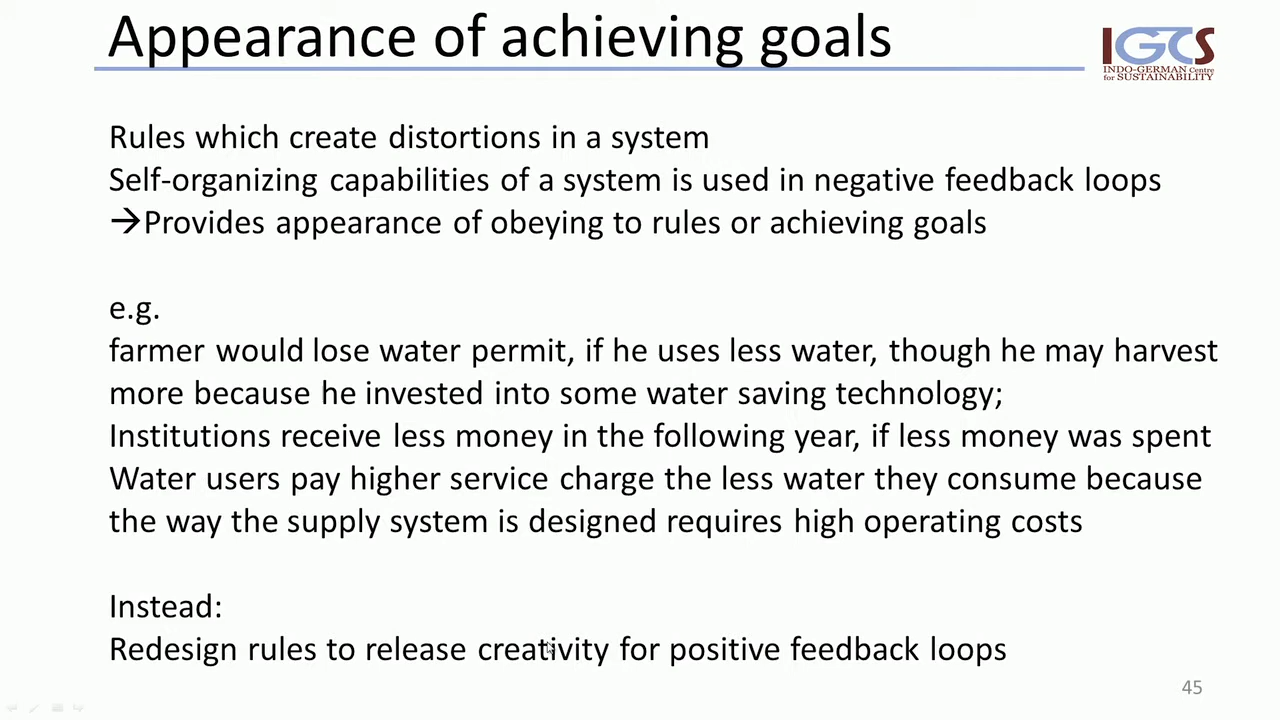 Appearance of achieving goals
IGCS
INDO-GERMAN Centre
for SUSTAINABILITY
Rules which create distortions in a system
Self-organizing capabilities of a system is used in negative feedback loops
→Provides appearance of obeying to rules or achieving goals
e.g.
farmer would lose water permit, if he uses less water, though he may harvest
more because he invested into some water saving technology;
Institutions receive less money in the following year, if less money was spent
Water users pay higher service charge the less water they consume because
the way the supply system is designed requires high operating costs
Instead:
Redesign rules to release creativity for positive feedback loops
45